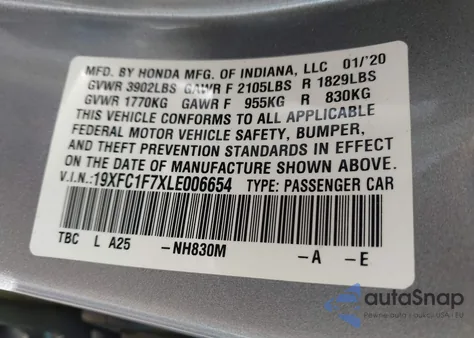 MFD. BY HONDA MFG. OF INDIANA, LLC 01/'20
GVWR 3902LBS GAWR F 2105LBS R 1829LBS
GVWR 1770KG GAWR F 955KG R 830KG
THIS VEHICLE CONFORMS TO ALL APPLICABLE
FEDERAL MOTOR VEHICLE SAFETY, BUMPER,
AND THEFT PREVENTION STANDARDS IN EFFECT
ON THE DATE OF MANUFACTURE SHOWN ABOVE.
V.I.N.: 19XFC1F7XLE006654 TYPE: PASSENGER CAR
TBC L A25 -NH830M -A -E
autaSnap